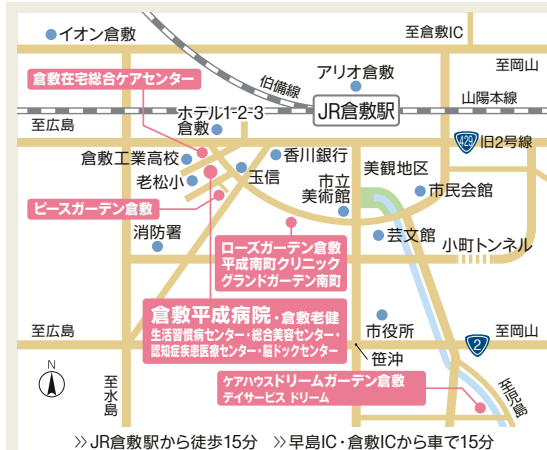 至倉敷IC
イオン倉敷
至岡山
倉敷在宅総合ケアセンター
伯備線
アリオ倉敷
ホテル1-2-3
倉敷
JR倉敷駅
山陽本線
至広島
429
旧2号線
倉敷工業高校
香川銀行
美観地区
老松小
玉信
市立
美術館
市民会館
ピースガーデン倉敷
消防署
ローズガーデン倉敷
平成南町クリニック
グランドガーデン南町
芸文館
小町トンネル
倉敷平成病院・倉敷老健
生活習慣病センター・総合美容センター・
認知症疾患医療センター・脳ドックセンター
市役所
至広島
2
至岡山
笹沖
N
至水島
ケアハウスドリームガーデン倉敷
デイサービス ドリーム
至児島
≫JR倉敷駅から徒歩15分 ≫早島IC・倉敷ICから車で15分